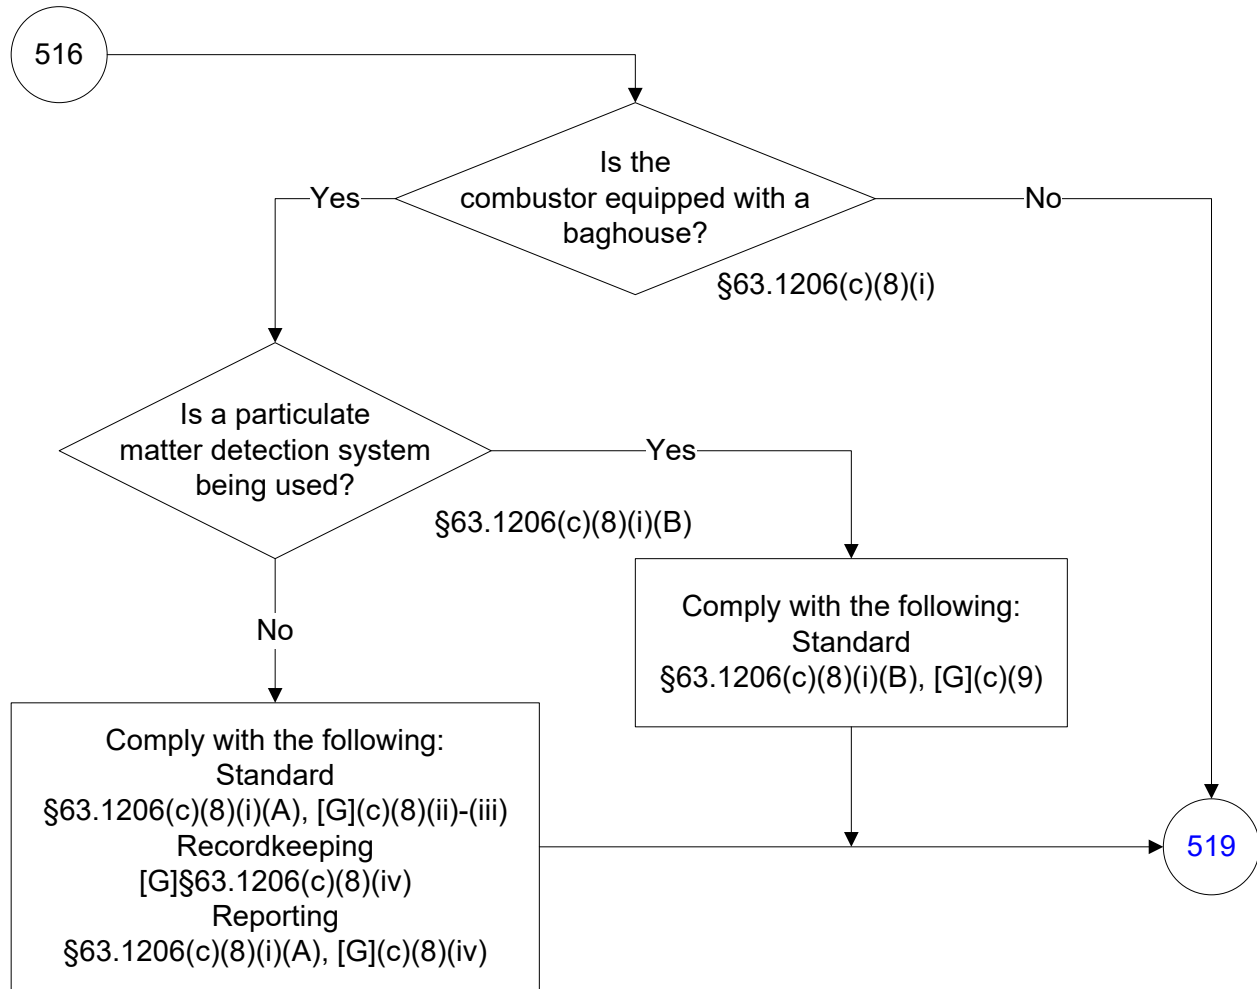 516
Is the
combustor equipped with a
baghouse?
Yes
No
§63.1206(c)(8)(i)
Is a particulate
matter detection system
being used?
Yes
§63.1206(c)(8)(i)(B)
No
Comply with the following:
Standard
§63.1206(c)(8)(i)(B), [G](c)(9)
Comply with the following:
Standard
§63.1206(c)(8)(i)(A), [G](c)(8)(ii)-(iii)
Recordkeeping
[G]§63.1206(c)(8)(iv)
Reporting
§63.1206(c)(8)(i)(A), [G](c)(8)(iv)
519